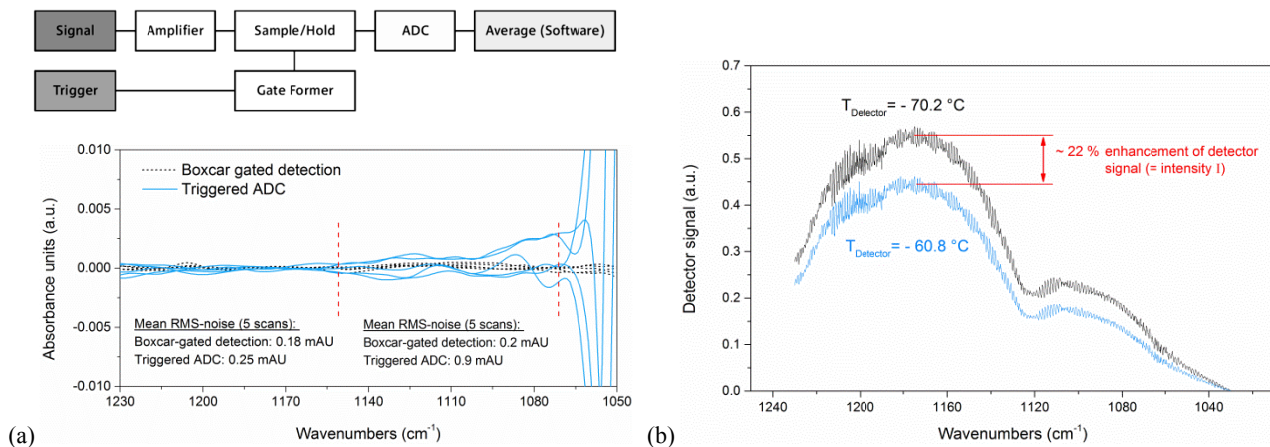 Signal
Amplifier
Sample/Hold
ADC
Average (Software)
Trigger
Gate Former
0.010
0.005
0.000
-0.005
-0.010
Absorbance units (a.u.)
Boxcar gated detection
Triggered ADC
Mean RMS-noise (5 scans):
Boxcar-gated detection: 0.18 mAU
Triggered ADC: 0.25 mAU
Mean RMS-noise (5 scans):
Boxcar-gated detection: 0.2 mAU
Triggered ADC: 0.9 mAU
1230 1200 1170 1140 1110 1080 1050
Wavenumbers (cm⁻¹)
(a)
0.7
0.6
0.5
0.4
0.3
0.2
0.1
0.0
Detector signal (a.u.)
T_Detector = - 70.2 °C
~ 22 % enhancement of detector
signal (= intensity I)
T_Detector = - 60.8 °C
1240 1200 1160 1120 1080 1040
Wavenumbers (cm⁻¹)
(b)